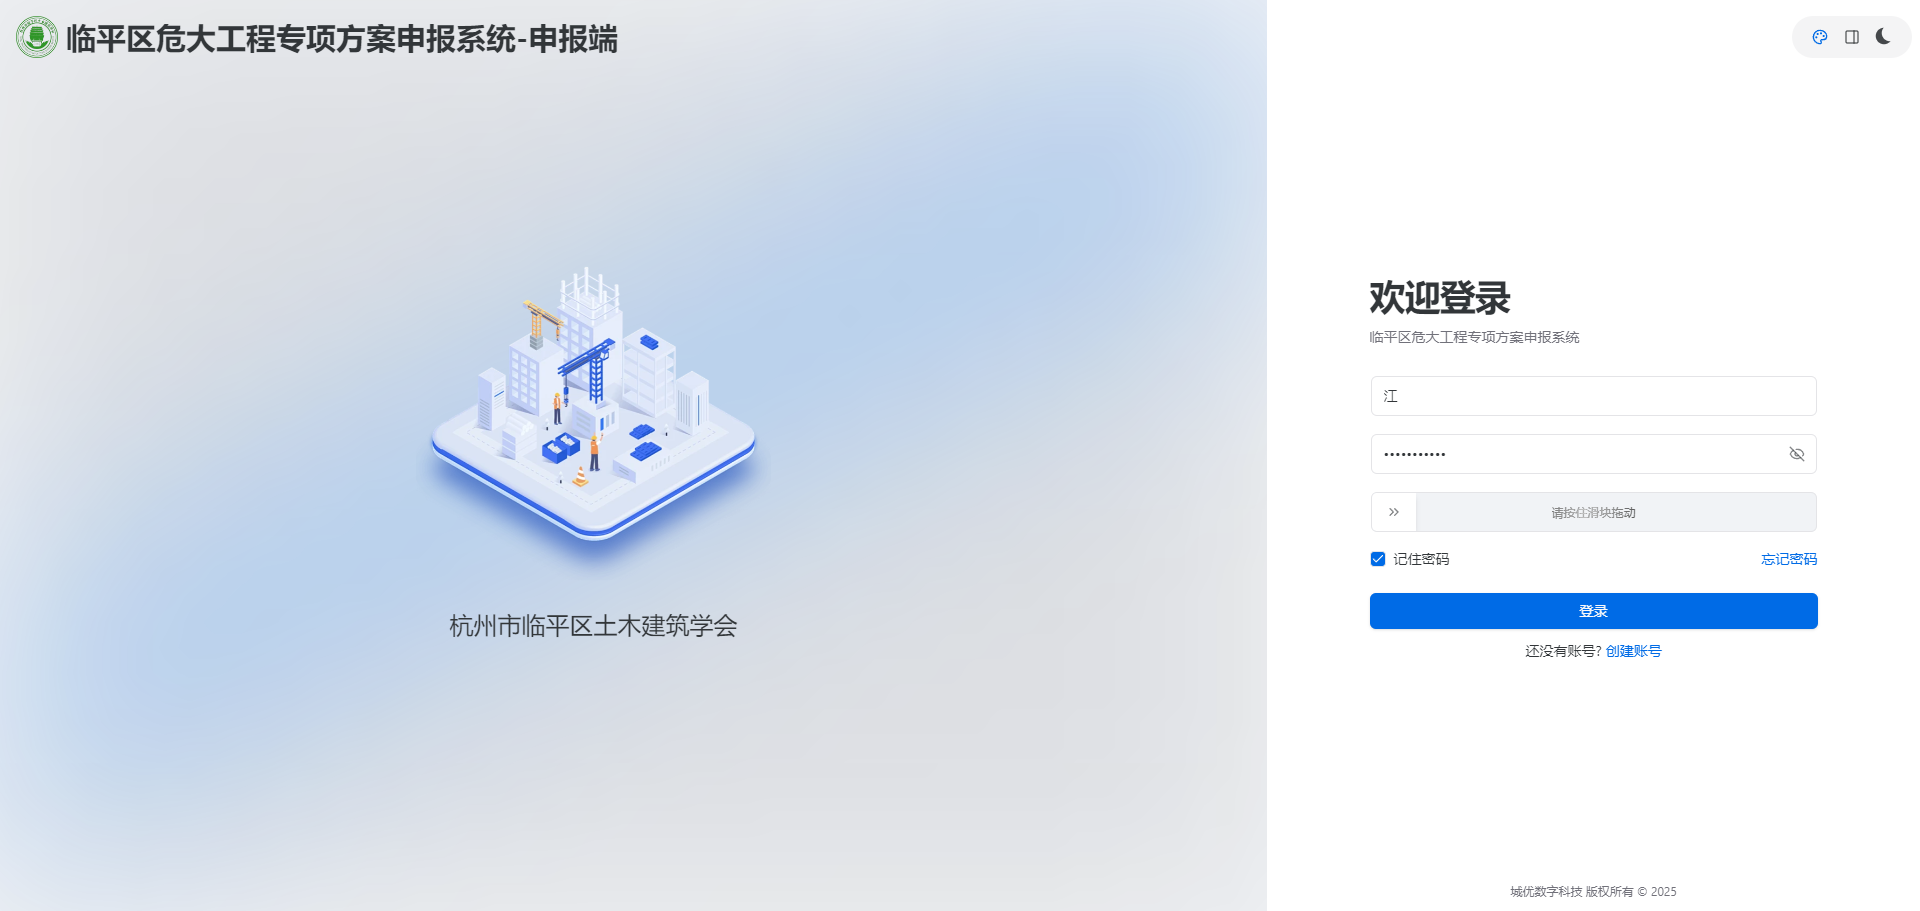 临平区危大工程专项方案申报系统-申报端
杭州市临平区土木建筑学会
欢迎登录
临平区危大工程专项方案申报系统
江
•••••••••••
请按住滑块拖动
记住密码
忘记密码
登录
还没有账号? 创建账号
城优数字科技 版权所有 © 2025